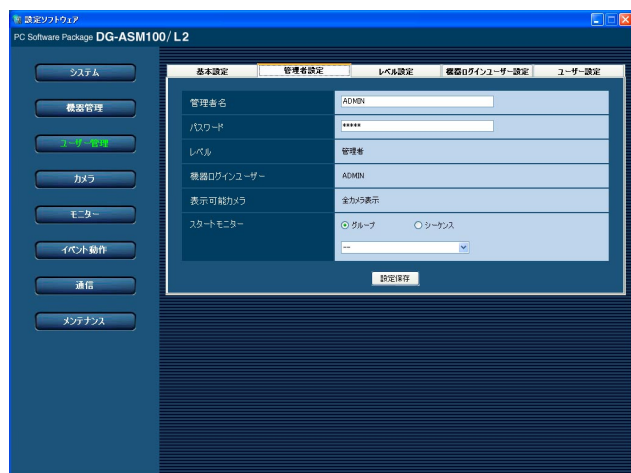 設定ソフトウェア
PC Software Package DG-ASM100/L2
システム
機器管理
ユーザー管理
カメラ
モニター
イベント動作
通信
メンテナンス
基本設定 管理者設定 レベル設定 機器ログインユーザー設定 ユーザー設定
管理者名 ADMIN
パスワード *****
レベル 管理者
機器ログインユーザー ADMIN
表示可能カメラ 全カメラ表示
スタートモニター グループ シーケンス
--
設定保存